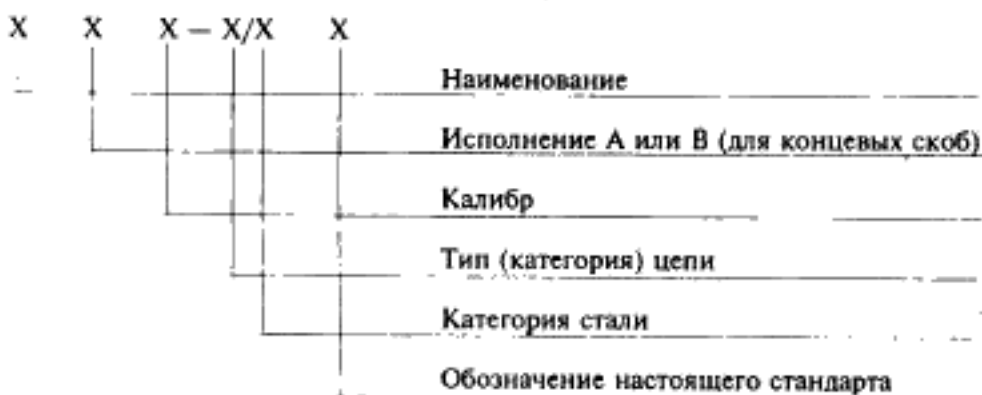 X X X – X/X X
Наименование
Исполнение А или В (для концевых скоб)
Калибр
Тип (категория) цепи
Категория стали
Обозначение настоящего стандарта